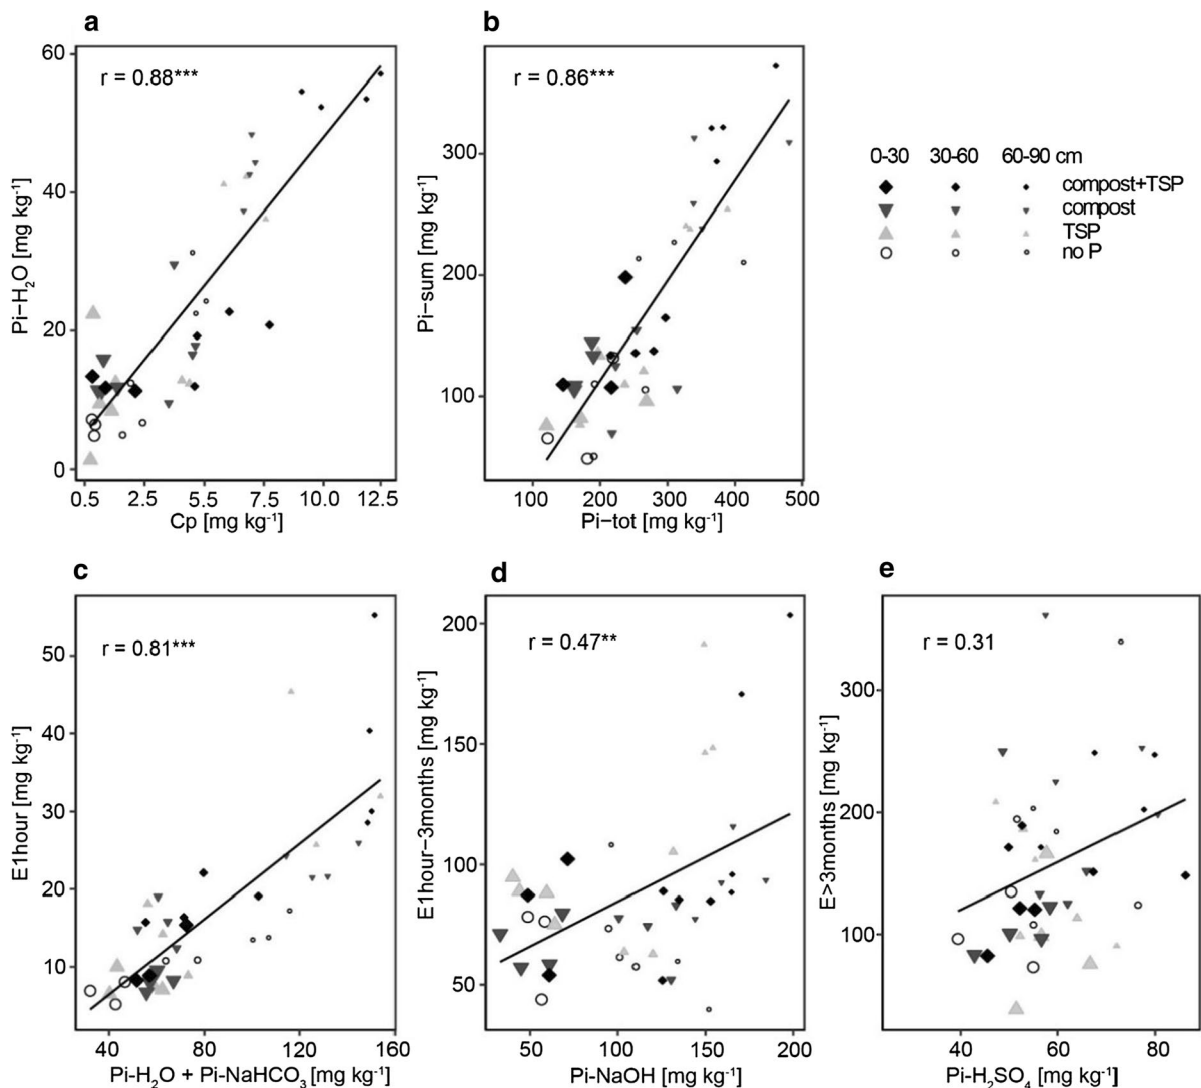 a
r = 0.88***
60
40
20
0
Pi−H2O [mg kg-1]
0.5 2.5 5.5 7.5 10.0 12.5
Cp [mg kg-1]
b
r = 0.86***
300
200
100
Pi−sum [mg kg-1]
100 200 300 400 500
Pi−tot [mg kg-1]
0-30 30-60 60-90 cm
compost+TSP
compost
TSP
no P
c
r = 0.81***
50
40
30
20
10
E1hour [mg kg-1]
40 80 120 160
Pi-H2O + Pi-NaHCO3 [mg kg-1]
d
r = 0.47**
200
150
100
50
E1hour−3months [mg kg-1]
50 100 150 200
Pi-NaOH [mg kg-1]
e
r = 0.31
300
200
100
E>3months [mg kg-1]
40 60 80
Pi-H2SO4 [mg kg-1]